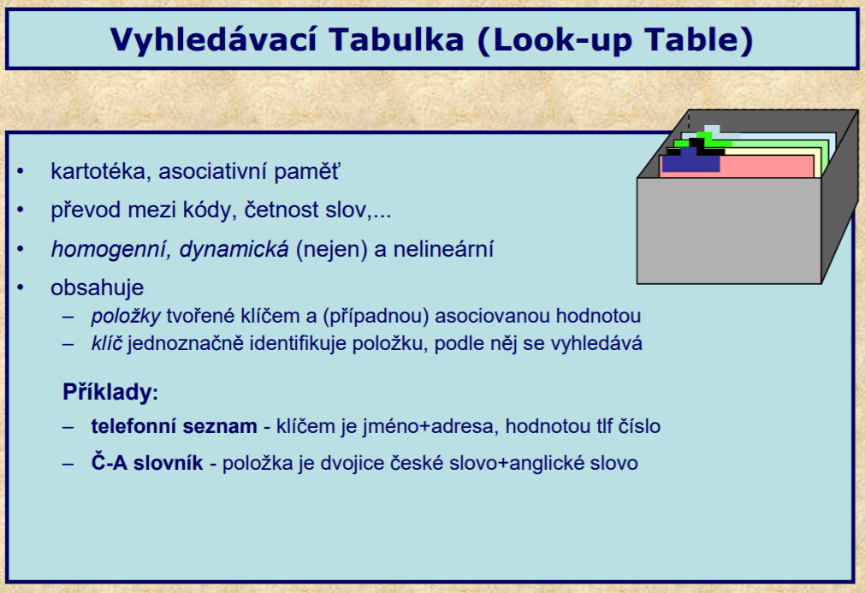 Vyhledávací Tabulka (Look-up Table)
• kartotéka, asociativní paměť
• převod mezi kódy, četnost slov,...
• homogenní, dynamická (nejen) a nelineární
• obsahuje
– položky tvořené klíčem a (případnou) asociovanou hodnotou
– klíč jednoznačně identifikuje položku, podle něj se vyhledává
Příklady:
– telefonní seznam - klíčem je jméno+adresa, hodnotou tlf číslo
– Č-A slovník - položka je dvojice české slovo+anglické slovo